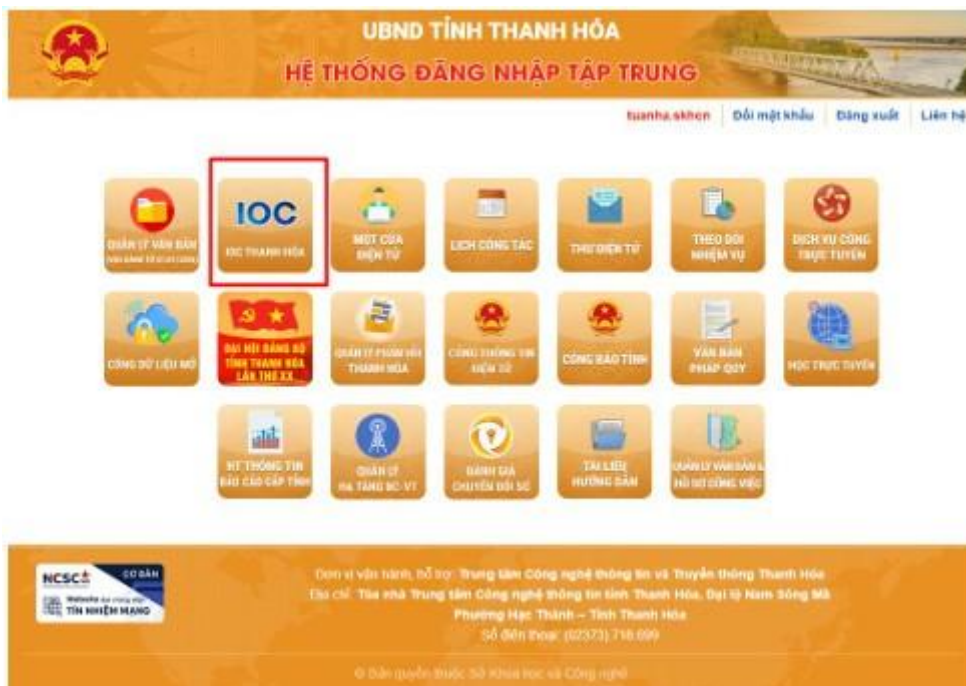 UBND TỈNH THANH HÓA
HỆ THỐNG ĐĂNG NHẬP TẬP TRUNG
tuanha.skhcn Đổi mật khẩu Đăng xuất Liên hệ
QUẢN LÝ VĂN BẢN
IOC
IOC THANH HÓA
MỘT CỬA
ĐIỆN TỬ
LỊCH CÔNG TÁC
THƯ ĐIỆN TỬ
THEO DÕI
NHIỆM VỤ
DỊCH VỤ CÔNG
TRỰC TUYẾN
CỔNG DỮ LIỆU MỞ
ĐẠI HỘI ĐẢNG BỘ
TỈNH THANH HÓA
LẦN THỨ XX
QUẢN LÝ PHẢN HỒI
THANH HÓA
CỔNG THÔNG TIN
ĐIỆN TỬ
CÔNG BÁO TỈNH
VĂN BẢN
PHÁP QUY
HỌC TRỰC TUYẾN
HT THÔNG TIN
BÁO CÁO CẤP TỈNH
QUẢN LÝ
HẠ TẦNG BC-VT
ĐÁNH GIÁ
CHUYỂN ĐỔI SỐ
TÀI LIỆU
HƯỚNG DẪN
QUẢN LÝ VĂN BẢN &
HỒ SƠ CÔNG VIỆC
NCSC
TÍN NHIỆM MẠNG
Đơn vị vận hành, hỗ trợ: Trung tâm Công nghệ thông tin và Truyền thông Thanh Hóa
Địa chỉ: Tòa nhà Trung tâm Công nghệ thông tin tỉnh Thanh Hóa, Đại lộ Nam Sông Mã
Phường Hạc Thành – Tỉnh Thanh Hóa
Số điện thoại: (02373) 718.699
© Bản quyền thuộc Sở Khoa học và Công nghệ